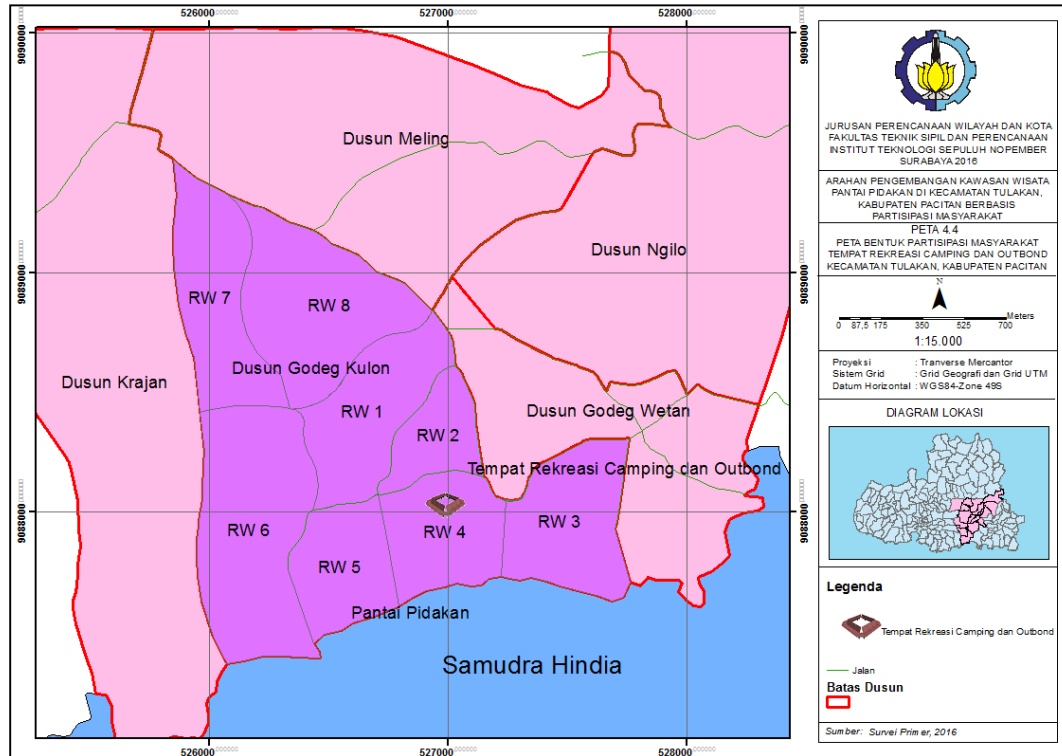 526000
527000
528000
9090000
9090000
Dusun Meling
Dusun Ngilo
9089000
9089000
RW 7
RW 8
Dusun Krajan
Dusun Godeg Kulon
RW 1
RW 2
Dusun Godeg Wetan
Tempat Rekreasi Camping dan Outbond
9088000
9088000
RW 6
RW 4
RW 3
RW 5
Pantai Pidakan
Samudra Hindia
526000
527000
528000
JURUSAN PERENCANAAN WILAYAH DAN KOTA
FAKULTAS TEKNIK SIPIL DAN PERENCANAAN
INSTITUT TEKNOLOGI SEPULUH NOPEMBER
SURABAYA 2016
ARAHAN PENGEMBANGAN KAWASAN WISATA
PANTAI PIDAKAN DI KECAMATAN TULAKAN,
KABUPATEN PACITAN BERBASIS
PARTISIPASI MASYARAKAT
PETA 4.4
PETA BENTUK PARTISIPASI MASYARAKAT
TEMPAT REKREASI CAMPING DAN OUTBOND
KECAMATAN TULAKAN, KABUPATEN PACITAN
N
Meters
0 87,5 175 350 525 700
1:15.000
Proyeksi : Tranverse Mercantor
Sistem Grid : Grid Geografi dan Grid UTM
Datum Horizontal : WGS84-Zone 49S
DIAGRAM LOKASI
Legenda
Tempat Rekreasi Camping dan Outbond
Jalan
Batas Dusun
Sumber: Survei Primer, 2016